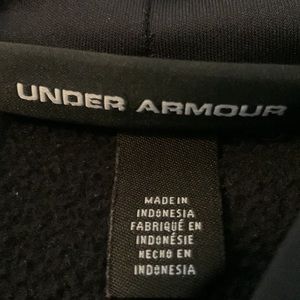 UNDER ARMOUR
MADE IN
INDONESIA
FABRIQUÉ EN
INDONÉSIE
HECHO EN
INDONESIA